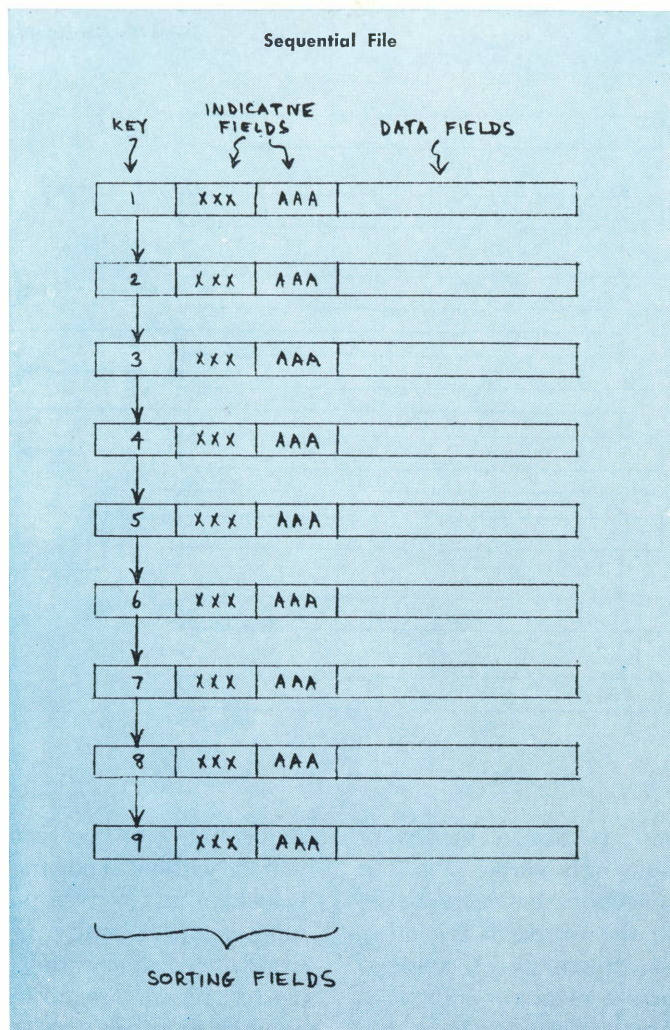 Sequential File
INDICATIVE
KEY FIELDS DATA FIELDS
1 XXX AAA
2 XXX AAA
3 XXX AAA
4 XXX AAA
5 XXX AAA
6 XXX AAA
7 XXX AAA
8 XXX AAA
9 XXX AAA
SORTING FIELDS